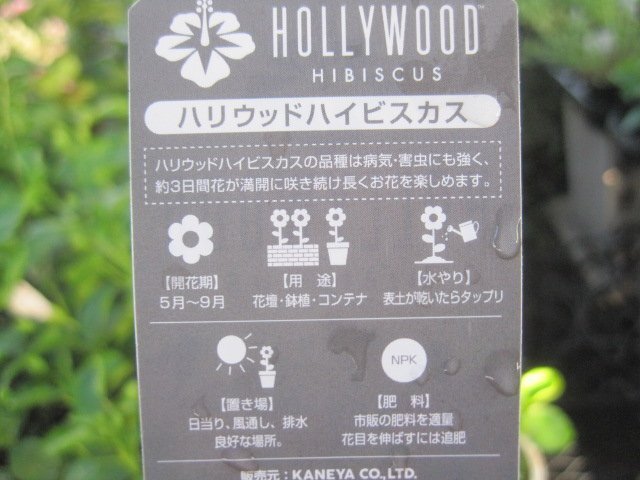 HOLLYWOOD™
HIBISCUS
ハリウッドハイビスカス
ハリウッドハイビスカスの品種は病気・害虫にも強く、
約3日間花が満開に咲き続け長くお花を楽しめます。
【開花期】
5月～9月
【用 途】
花壇・鉢植・コンテナ
【水やり】
表土が乾いたらタップリ
【置き場】
日当り、風通し、排水
良好な場所。
NPK
【肥 料】
市販の肥料を適量
花目を伸ばすには追肥
販売元：KANEYA CO.,LTD.